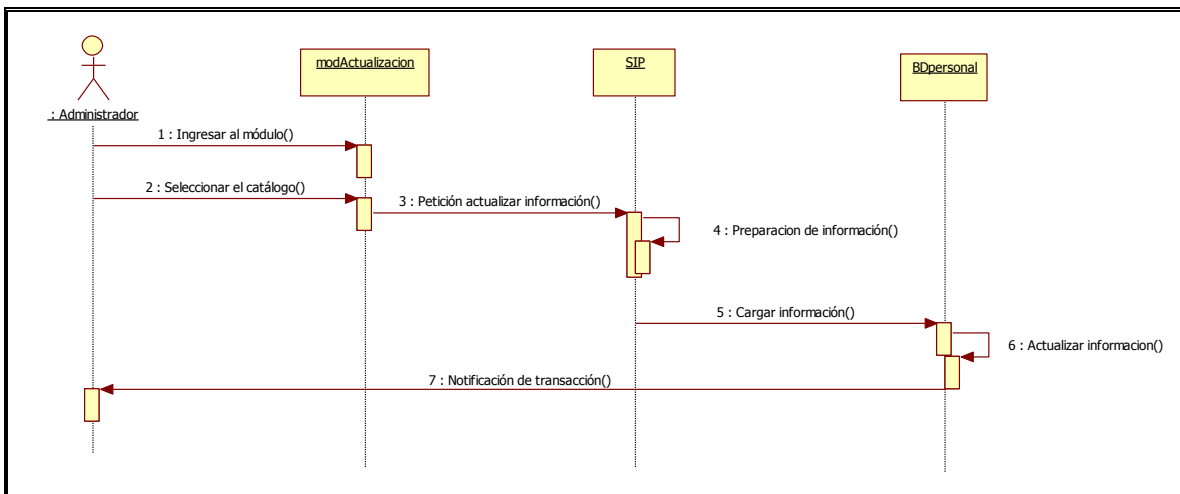 modActualizacion
SIP
BDpersonal
: Administrador
1 : Ingresar al módulo()
2 : Seleccionar el catálogo()
3 : Petición actualizar información()
4 : Preparacion de información()
5 : Cargar información()
6 : Actualizar informacion()
7 : Notificación de transacción()